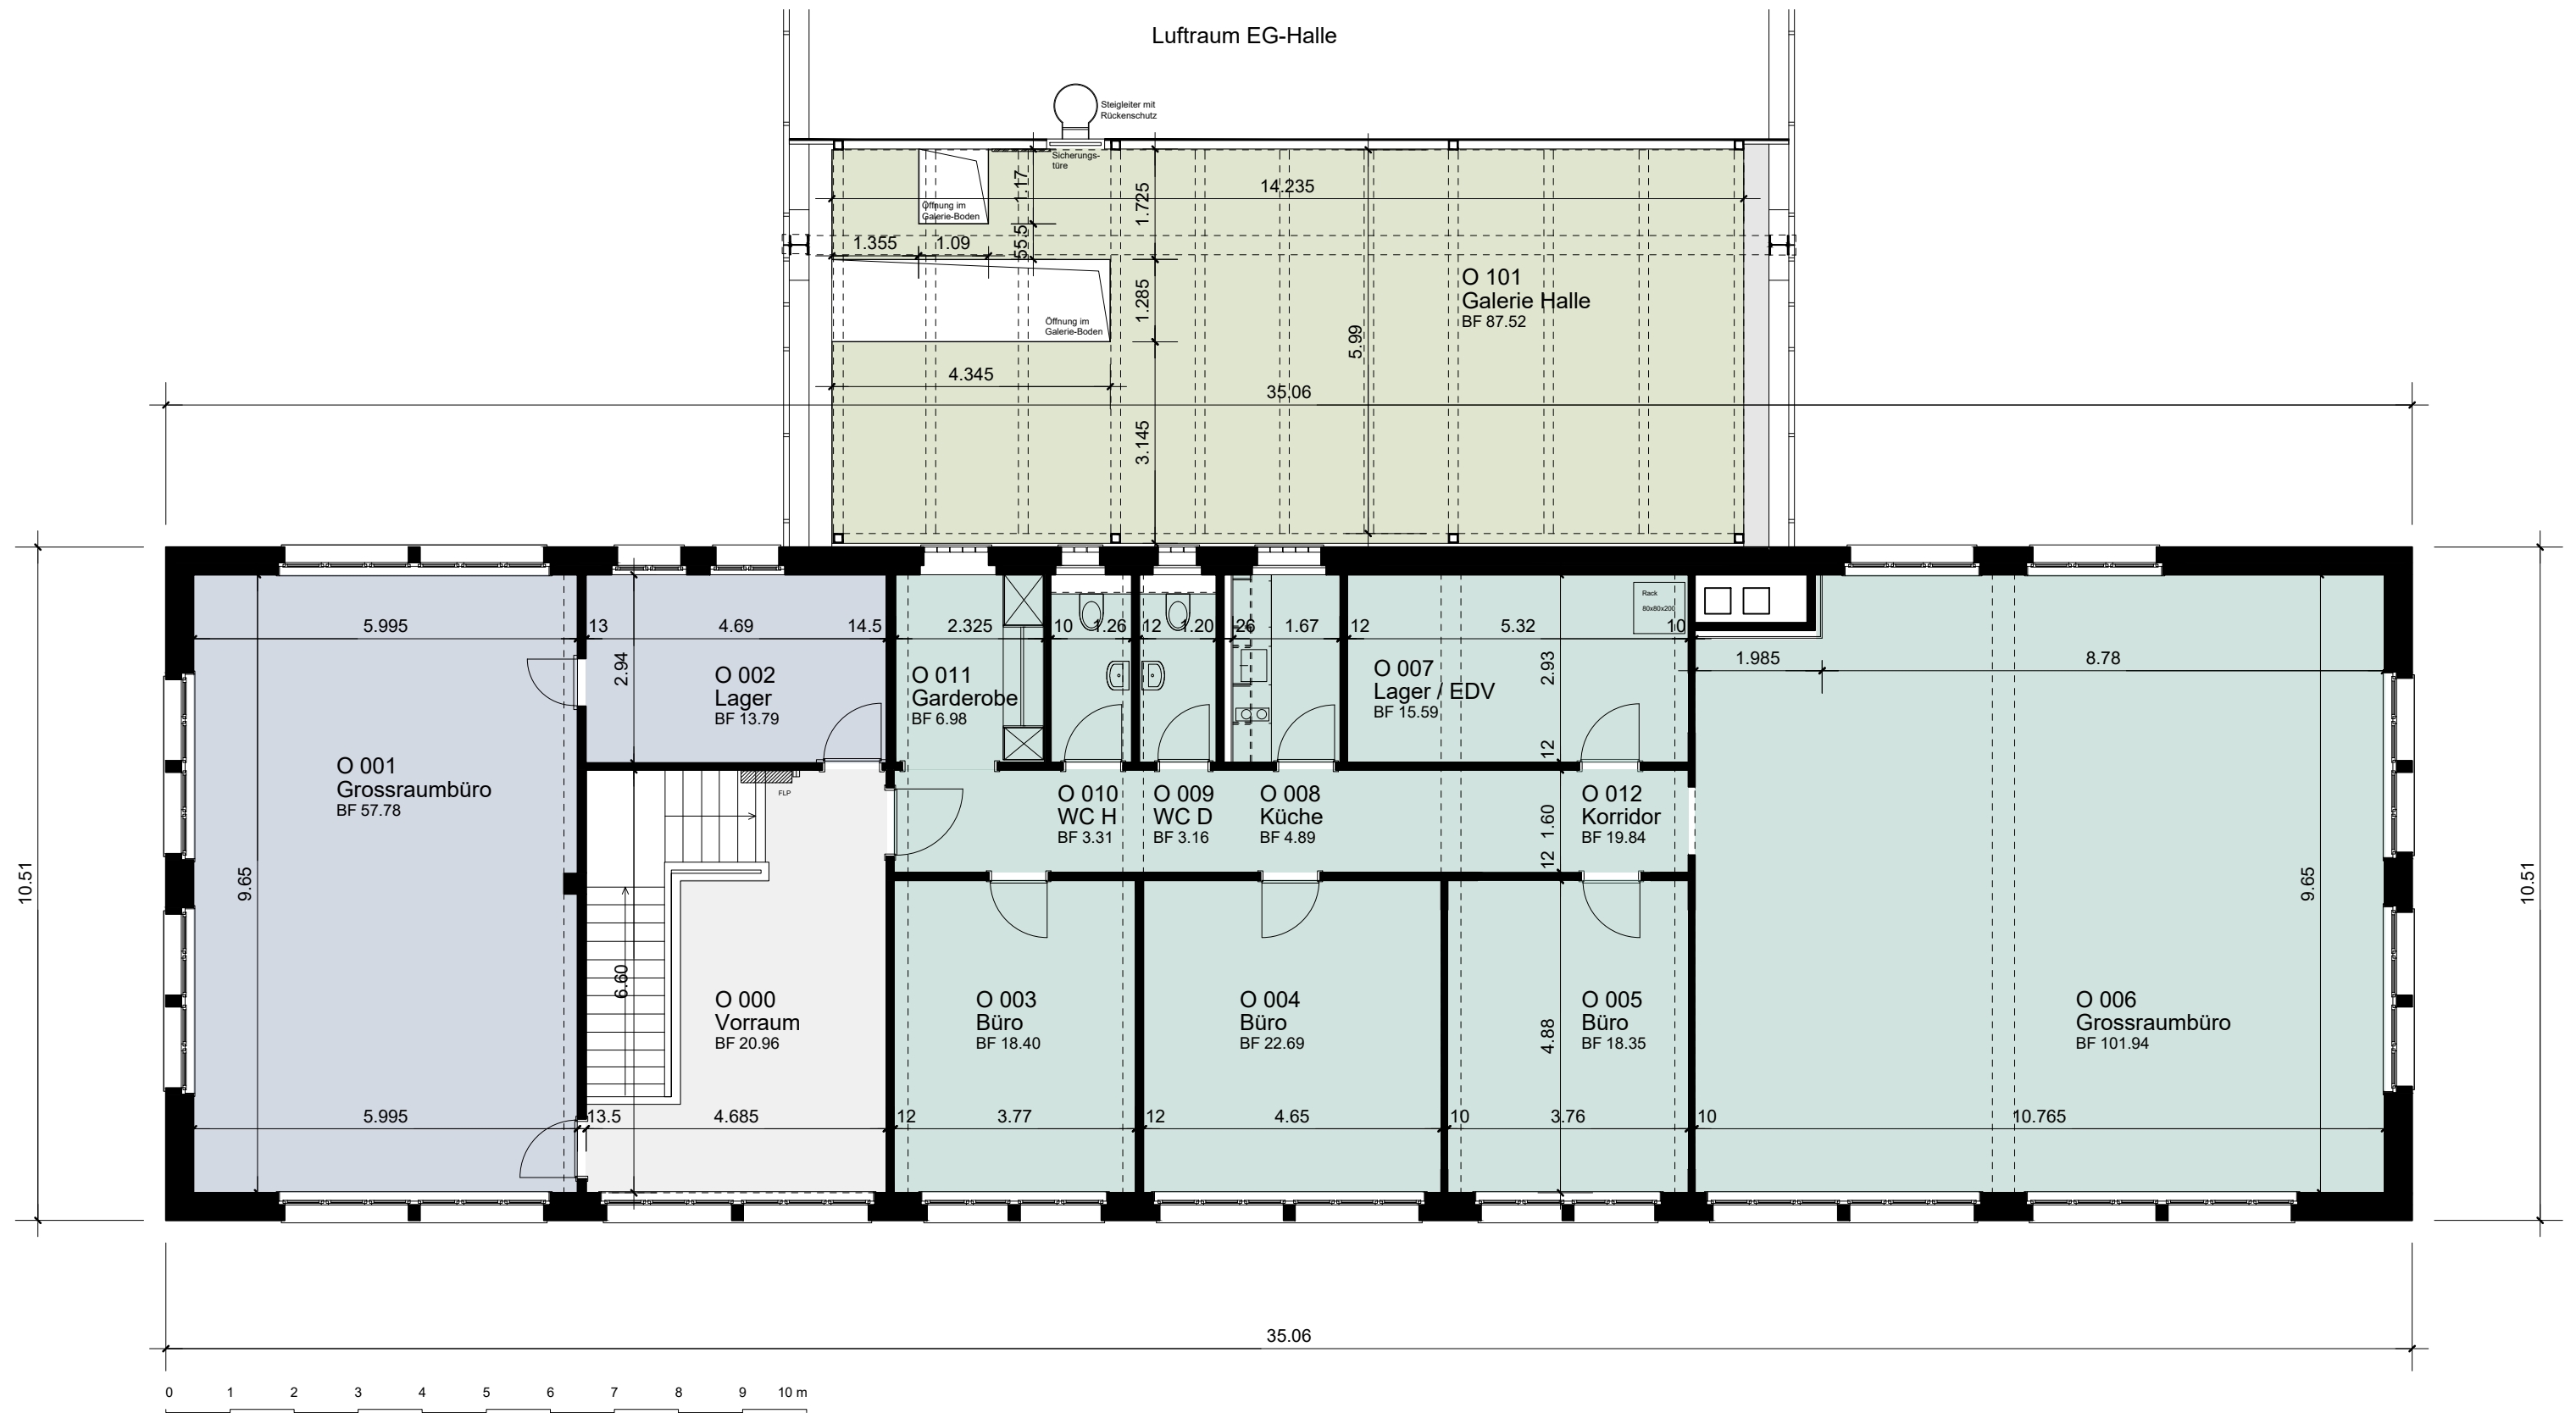 Luftraum EG-Halle
Steigleiter mit
Rückenschutz
Sicherungs-
türe
1.17
1.725
14.235
Öffnung im
Galerie-Boden
1.355
1.09
55.5
1.285
O 101
Galerie Halle
BF 87.52
Öffnung im
Galerie-Boden
5.99
4.345
35.06
3.145
Rack
80x80x200
5.995
13
4.69
14.5
2.325
10
1.26
12
1.20
26
1.67
12
5.32
10
2.94
2.93
1.985
8.78
O 002
Lager
BF 13.79
O 011
Garderobe
BF 6.98
O 007
Lager / EDV
BF 15.59
12
O 001
Grossraumbüro
BF 57.78
FLP
O 010
WC H
BF 3.31
O 009
WC D
BF 3.16
O 008
Küche
BF 4.89
1.60
12
O 012
Korridor
BF 19.84
10.51
9.65
9.65
10.51
6.60
O 000
Vorraum
BF 20.96
O 003
Büro
BF 18.40
O 004
Büro
BF 22.69
4.88
O 005
Büro
BF 18.35
O 006
Grossraumbüro
BF 101.94
5.995
13.5
4.685
12
3.77
12
4.65
10
3.76
10
10.765
35.06
0 1 2 3 4 5 6 7 8 9 10 m